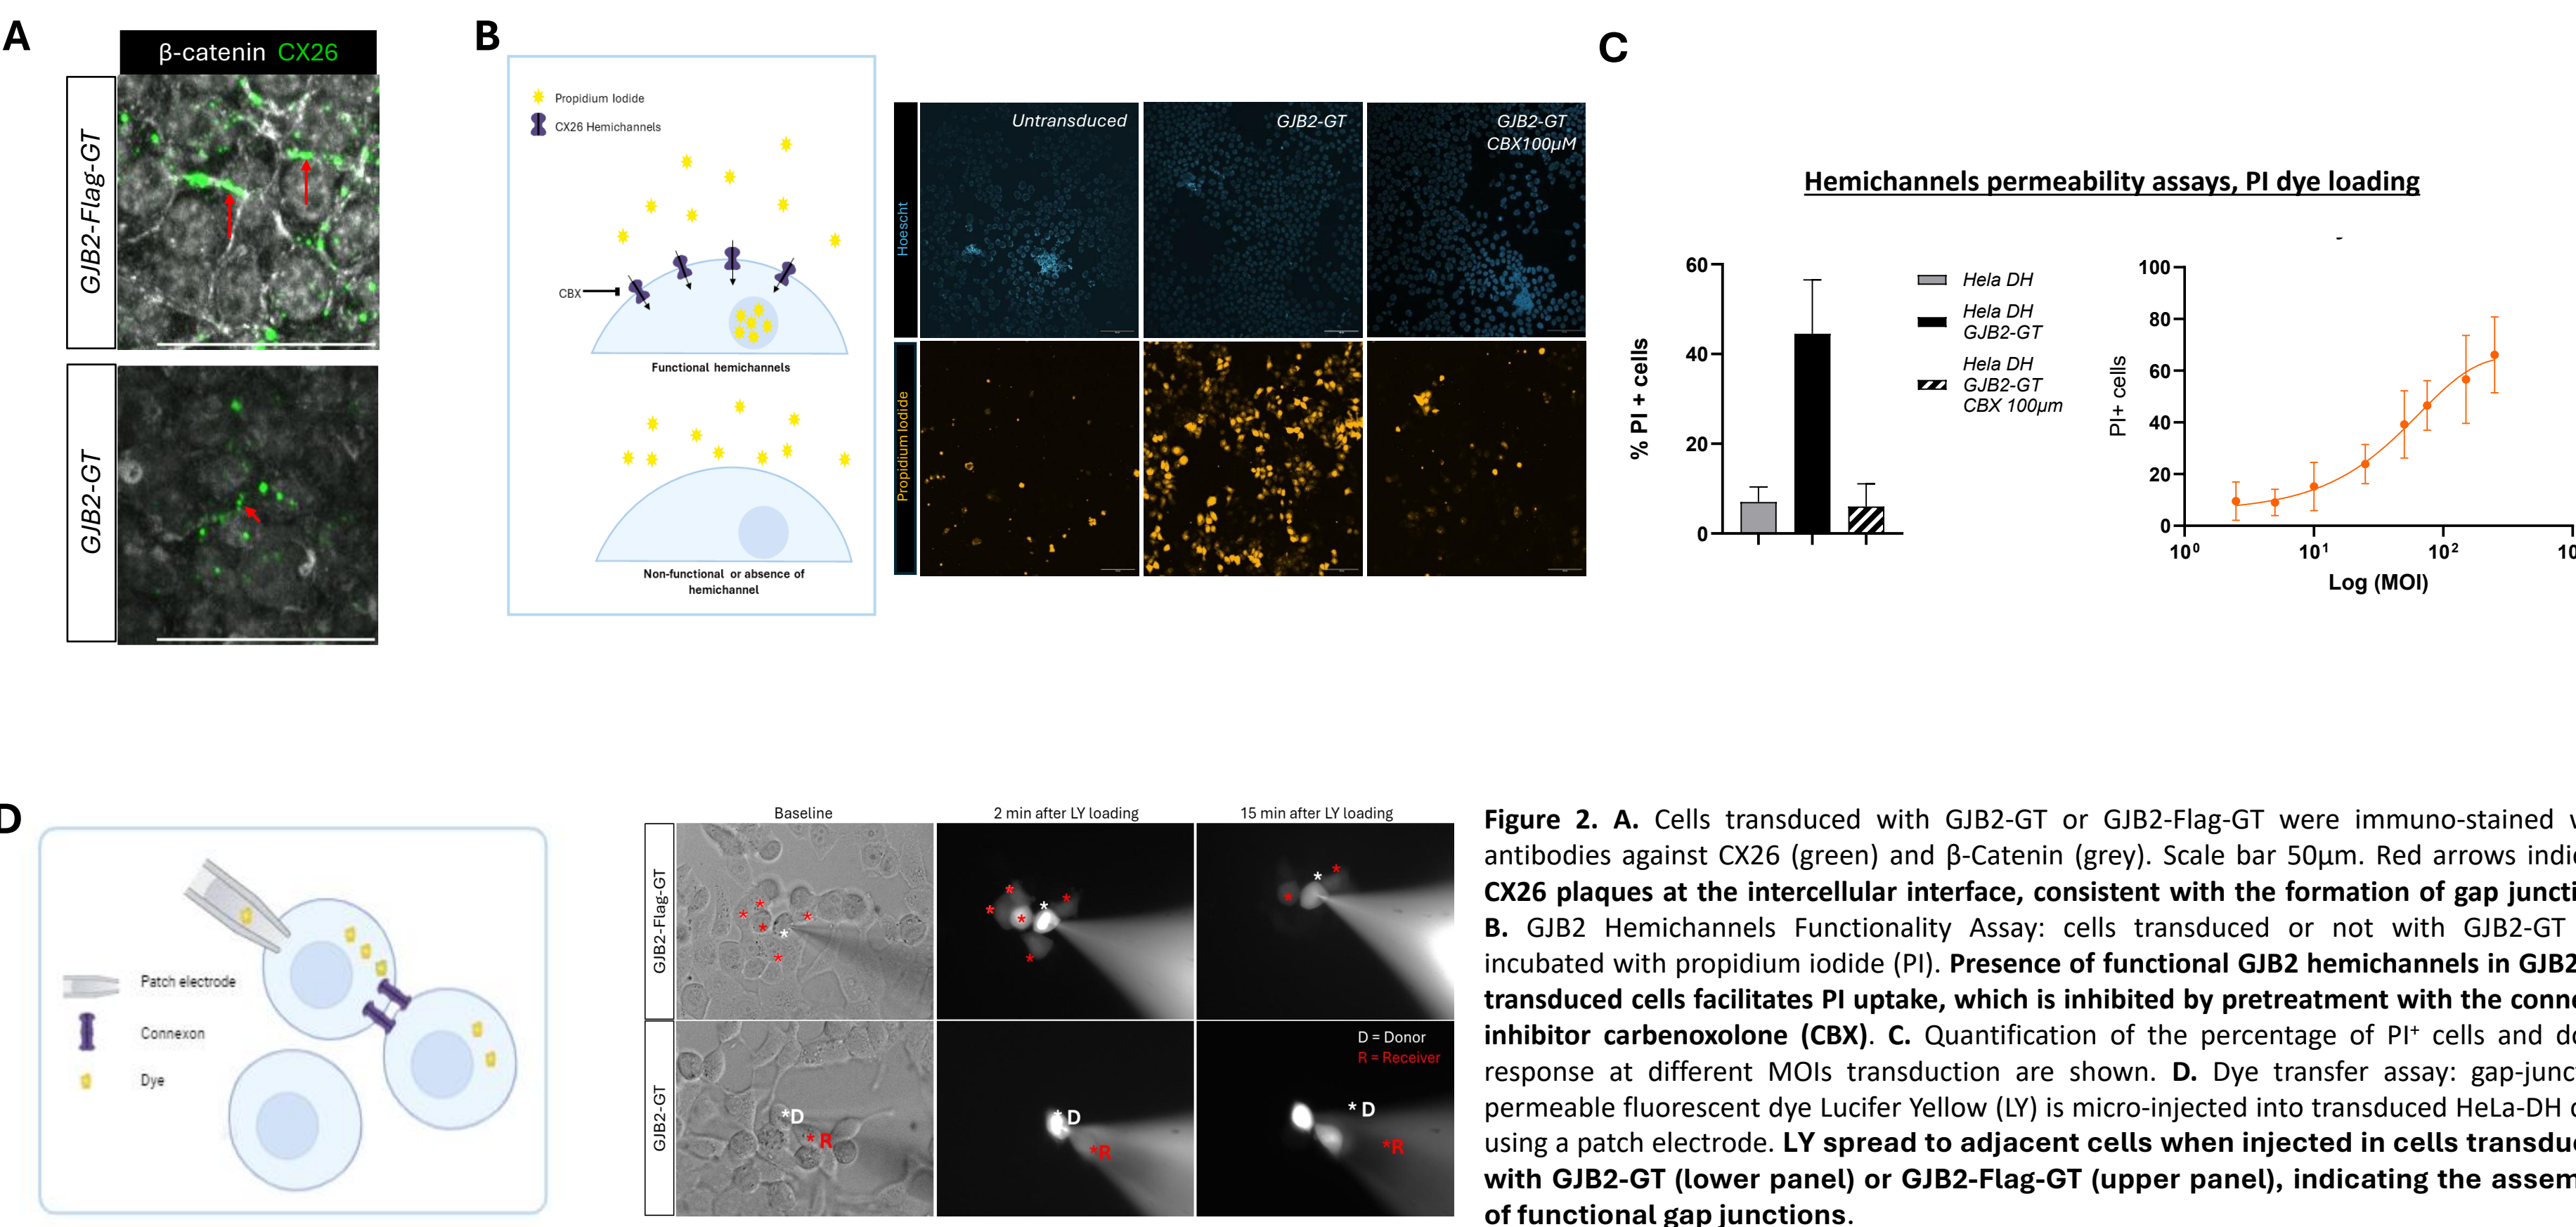 A
β-catenin CX26
GJB2-Flag-GT
GJB2-GT
B
Propidium Iodide
CX26 Hemichannels
CBX
Functional hemichannels
Non-functional or absence of
hemichannel
Hoescht
Propidium Iodide
Untransduced
GJB2-GT
GJB2-GT
CBX100µM
C
Hemichannels permeability assays, PI dye loading
% PI + cells
60
40
20
0
Hela DH
Hela DH
GJB2-GT
Hela DH
GJB2-GT
CBX 100µm
PI+ cells
100
80
60
40
20
0
10⁰
10¹
10²
10
Log (MOI)
D
Patch electrode
Connexon
Dye
Baseline
2 min after LY loading
15 min after LY loading
GJB2-Flag-GT
* * * * * *
* * * * * *
* * *
GJB2-GT
*D
*R
* D
*R
D = Donor
R = Receiver
* D
*R
Figure 2. A. Cells transduced with GJB2-GT or GJB2-Flag-GT were immuno-stained
antibodies against CX26 (green) and β-Catenin (grey). Scale bar 50µm. Red arrows
CX26 plaques at the intercellular interface, consistent with the formation of gap
B. GJB2 Hemichannels Functionality Assay: cells transduced or not with GJB2-GT
incubated with propidium iodide (PI). Presence of functional GJB2 hemichannels in GJB2
transduced cells facilitates PI uptake, which is inhibited by pretreatment with the
inhibitor carbenoxolone (CBX). C. Quantification of the percentage of PI⁺ cells and
response at different MOIs transduction are shown. D. Dye transfer assay:
permeable fluorescent dye Lucifer Yellow (LY) is micro-injected into transduced HeLa-DH
using a patch electrode. LY spread to adjacent cells when injected in cells
with GJB2-GT (lower panel) or GJB2-Flag-GT (upper panel), indicating the
of functional gap junctions.